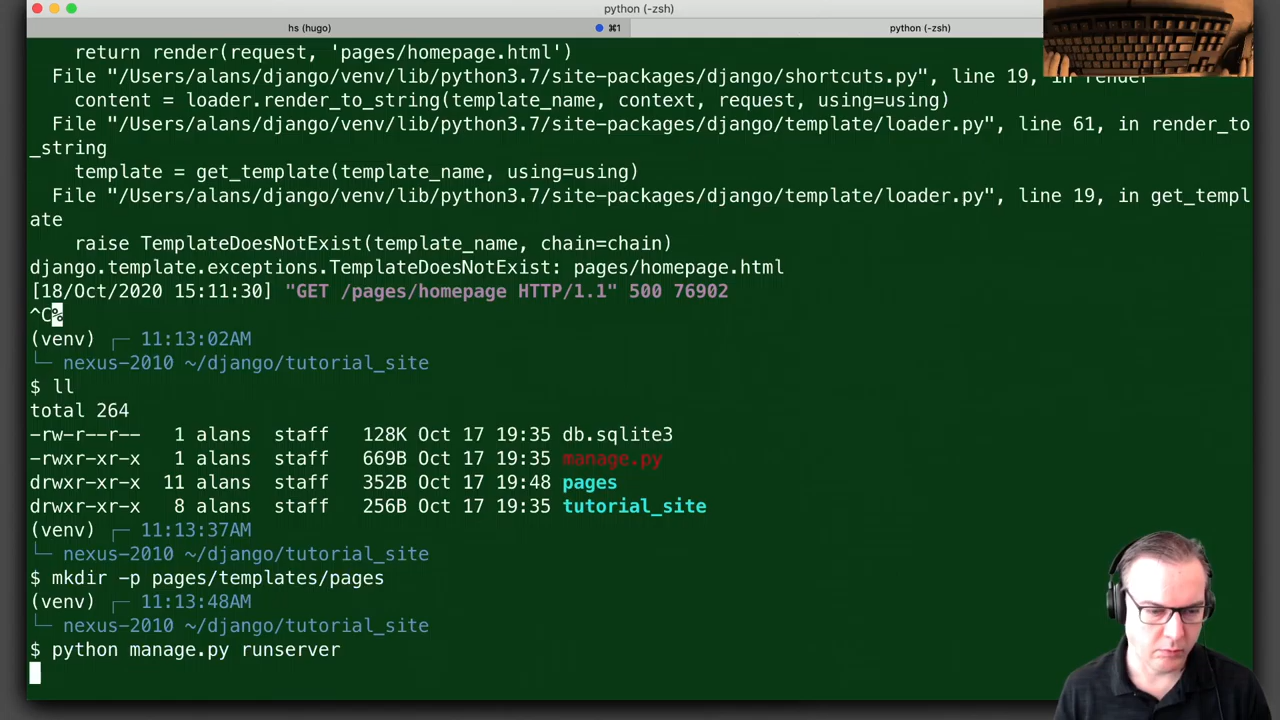 python (-zsh)
hs (hugo)
⌘1
python (-zsh)
return render(request, 'pages/homepage.html')
File "/Users/alans/django/venv/lib/python3.7/site-packages/django/shortcuts.py", line 19, in render
content = loader.render_to_string(template_name, context, request, using=using)
File "/Users/alans/django/venv/lib/python3.7/site-packages/django/template/loader.py", line 61, in render_to
_string
template = get_template(template_name, using=using)
File "/Users/alans/django/venv/lib/python3.7/site-packages/django/template/loader.py", line 19, in get_templ
ate
raise TemplateDoesNotExist(template_name, chain=chain)
django.template.exceptions.TemplateDoesNotExist: pages/homepage.html
[18/Oct/2020 15:11:30] "GET /pages/homepage HTTP/1.1" 500 76902
^C%
(venv) ┌─ 11:13:02AM
└─ nexus-2010 ~/django/tutorial_site
$ ll
total 264
-rw-r--r-- 1 alans staff 128K Oct 17 19:35 db.sqlite3
-rwxr-xr-x 1 alans staff 669B Oct 17 19:35 manage.py
drwxr-xr-x 11 alans staff 352B Oct 17 19:48 pages
drwxr-xr-x 8 alans staff 256B Oct 17 19:35 tutorial_site
(venv) ┌─ 11:13:37AM
└─ nexus-2010 ~/django/tutorial_site
$ mkdir -p pages/templates/pages
(venv) ┌─ 11:13:48AM
└─ nexus-2010 ~/django/tutorial_site
$ python manage.py runserver